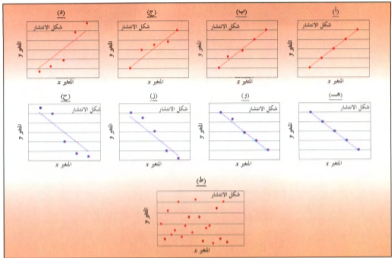 (أ)
شكل الانتشار
المتغير y
المتغير x
(ب)
شكل الانتشار
المتغير y
المتغير x
(ج)
شكل الانتشار
المتغير y
المتغير x
(د)
شكل الانتشار
المتغير y
المتغير x
(هـ)
شكل الانتشار
المتغير y
المتغير x
(و)
شكل الانتشار
المتغير y
المتغير x
(ز)
شكل الانتشار
المتغير y
المتغير x
(ح)
شكل الانتشار
المتغير y
المتغير x
(ط)
شكل الانتشار
المتغير y
المتغير x